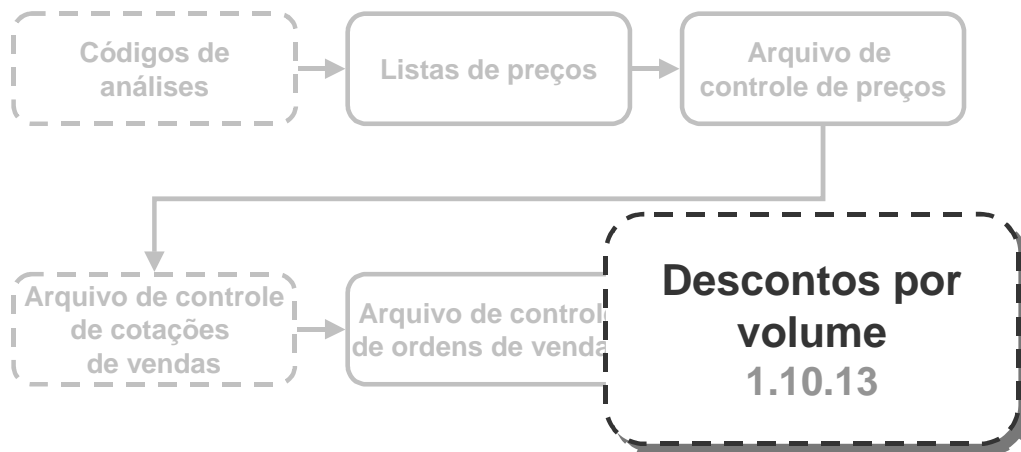 Códigos de
análises
Listas de preços
Arquivo de
controle de preços
Arquivo de controle
de cotações
de vendas
Arquivo de control
de ordens de venda
Descontos por
volume
1.10.13